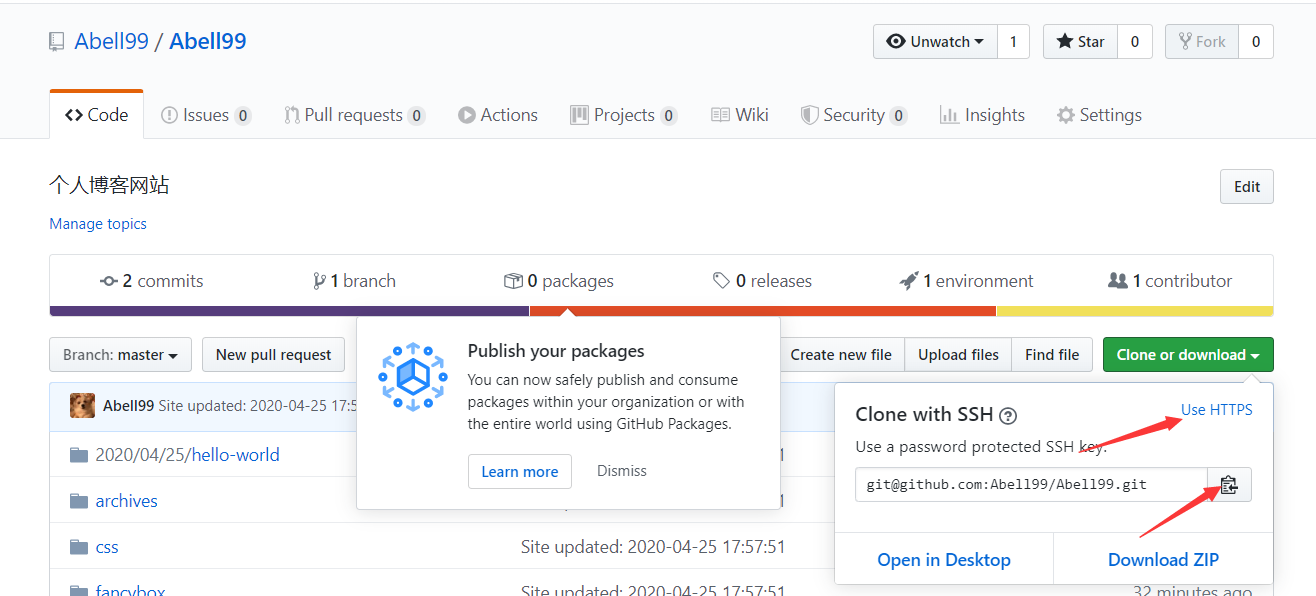 Abell99 / Abell99
Unwatch 1 Star 0 Fork 0
Code Issues 0 Pull requests 0 Actions Projects 0 Wiki Security 0 Insights Settings
个人博客网站
Edit
Manage topics
2 commits 1 branch 0 packages 0 releases 1 environment 1 contributor
Branch: master New pull request Create new file Upload files Find file Clone or download
Publish your packages
You can now safely publish and consume
packages within your organization or with
the entire world using GitHub Packages.
Learn more Dismiss
Clone with SSH Use HTTPS
Use a password protected SSH key.
git@github.com:Abell99/Abell99.git
Open in Desktop Download ZIP
Abell99 Site updated: 2020-04-25 17:5
2020/04/25/hello-world
archives
css Site updated: 2020-04-25 17:57:51
fancybox Site updated: 2020-04-25 17:57:51 32 minutes ago